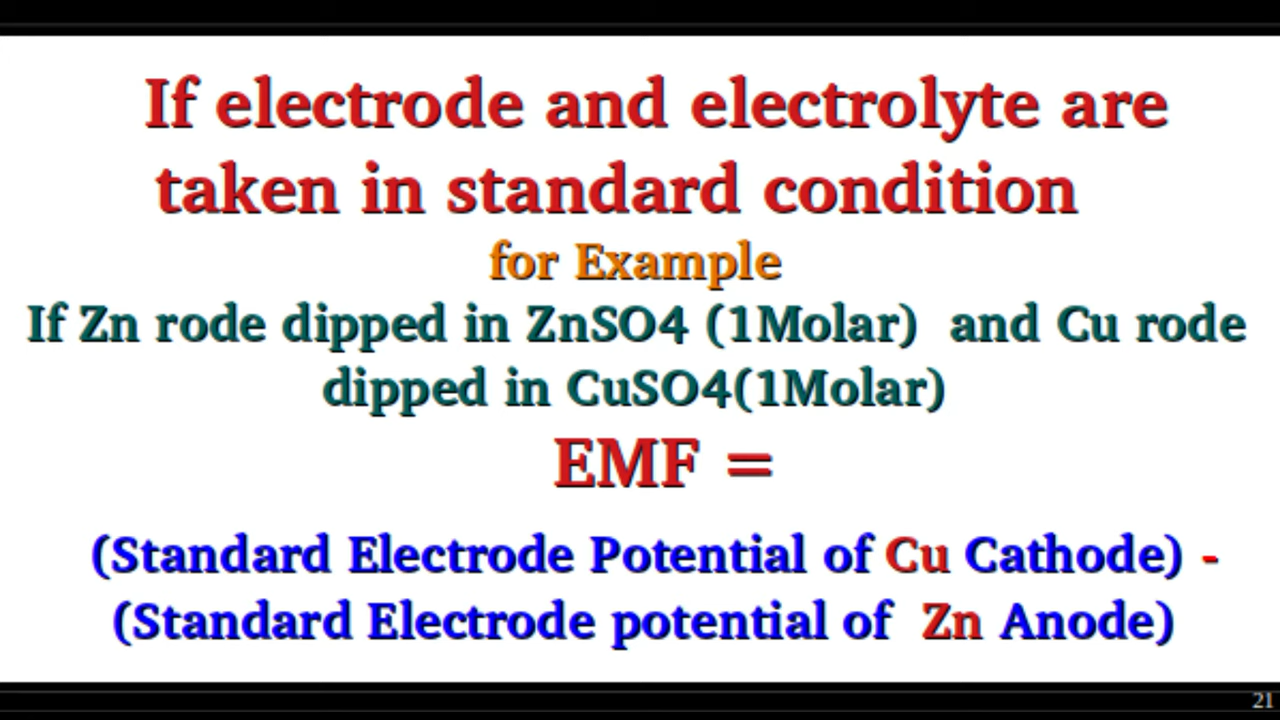 If electrode and electrolyte are
taken in standard condition
for Example
If Zn rode dipped in ZnSO4 (1Molar) and Cu rode
dipped in CuSO4(1Molar)
EMF =
(Standard Electrode Potential of Cu Cathode) -
(Standard Electrode potential of Zn Anode)
21